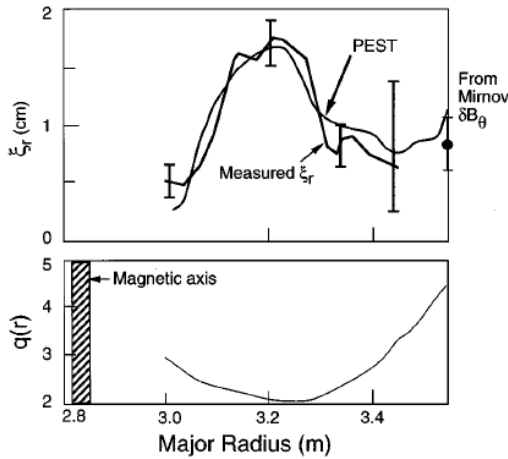 2
1
0
ξr (cm)
PEST
Measured ξr
From
Mirnov
δBθ
5
4
3
2
q(r)
Magnetic axis
2.8
3.0
3.2
3.4
Major Radius (m)